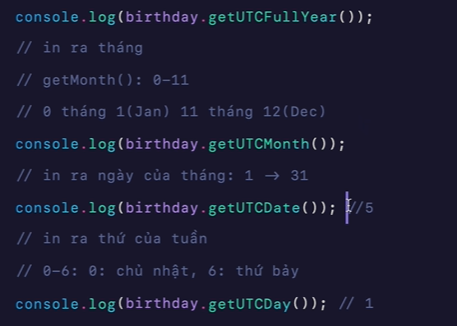 console.log(birthday.getUTCFullYear());
// in ra tháng
// getMonth(): 0-11
// 0 tháng 1(Jan) 11 tháng 12(Dec)
console.log(birthday.getUTCMonth());
// in ra ngày của tháng: 1 -> 31
console.log(birthday.getUTCDate()); //5
// in ra thứ của tuần
// 0-6: 0: chủ nhật, 6: thứ bảy
console.log(birthday.getUTCDay()); // 1